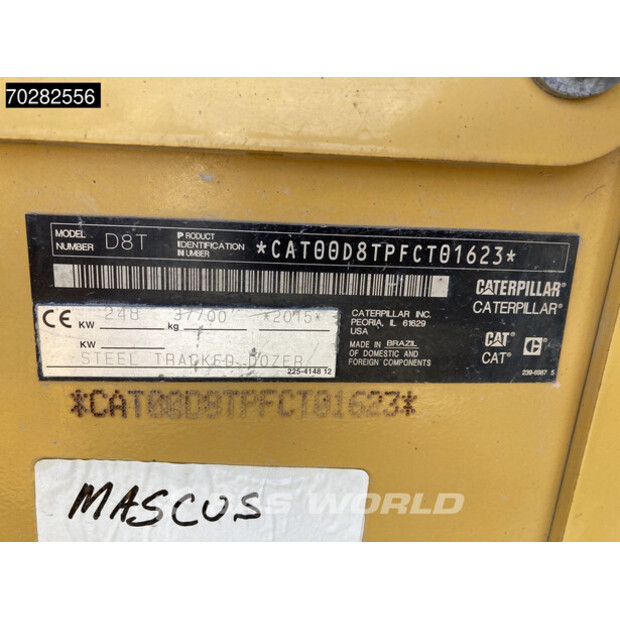 70282556
MODEL NUMBER D8T PRODUCT IDENTIFICATION NUMBER *CAT00D8TPFCT01623*
CATERPILLAR®
CATERPILLAR®
CE KW 248 kg 37700 *2015*
KW
STEEL TRACKED DOZER
225-4148 12
CATERPILLAR INC.
PEORIA, IL 61629
USA
MADE IN BRAZIL
OF DOMESTIC AND
FOREIGN COMPONENTS
CAT® C
CAT®
*CAT00D8TPFCT01623*
MASCUS
WORLD